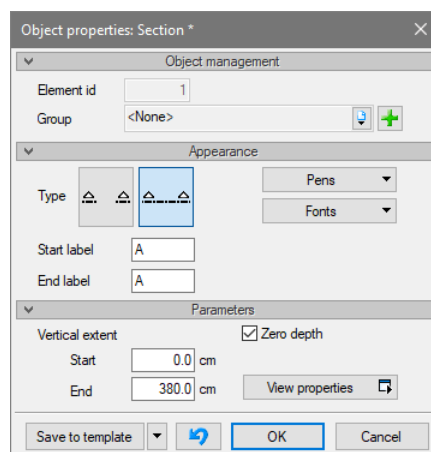 Object properties: Section *
Object management
Element id 1
Group <None>
Appearance
Type
Pens
Fonts
Start label A
End label A
Parameters
Vertical extent Zero depth
Start 0.0 cm
End 380.0 cm View properties
Save to template OK Cancel